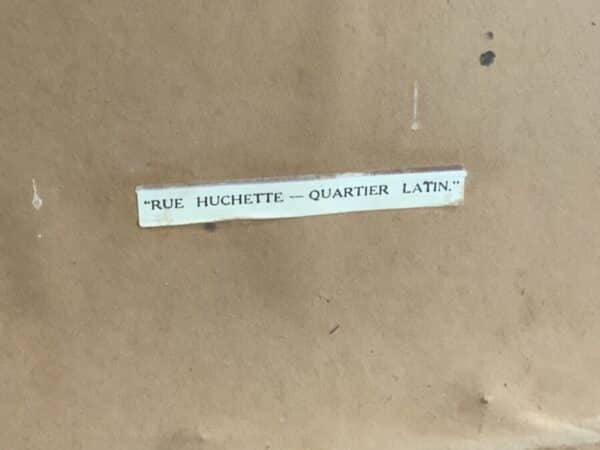 “RUE HUCHETTE — QUARTIER LATIN.”